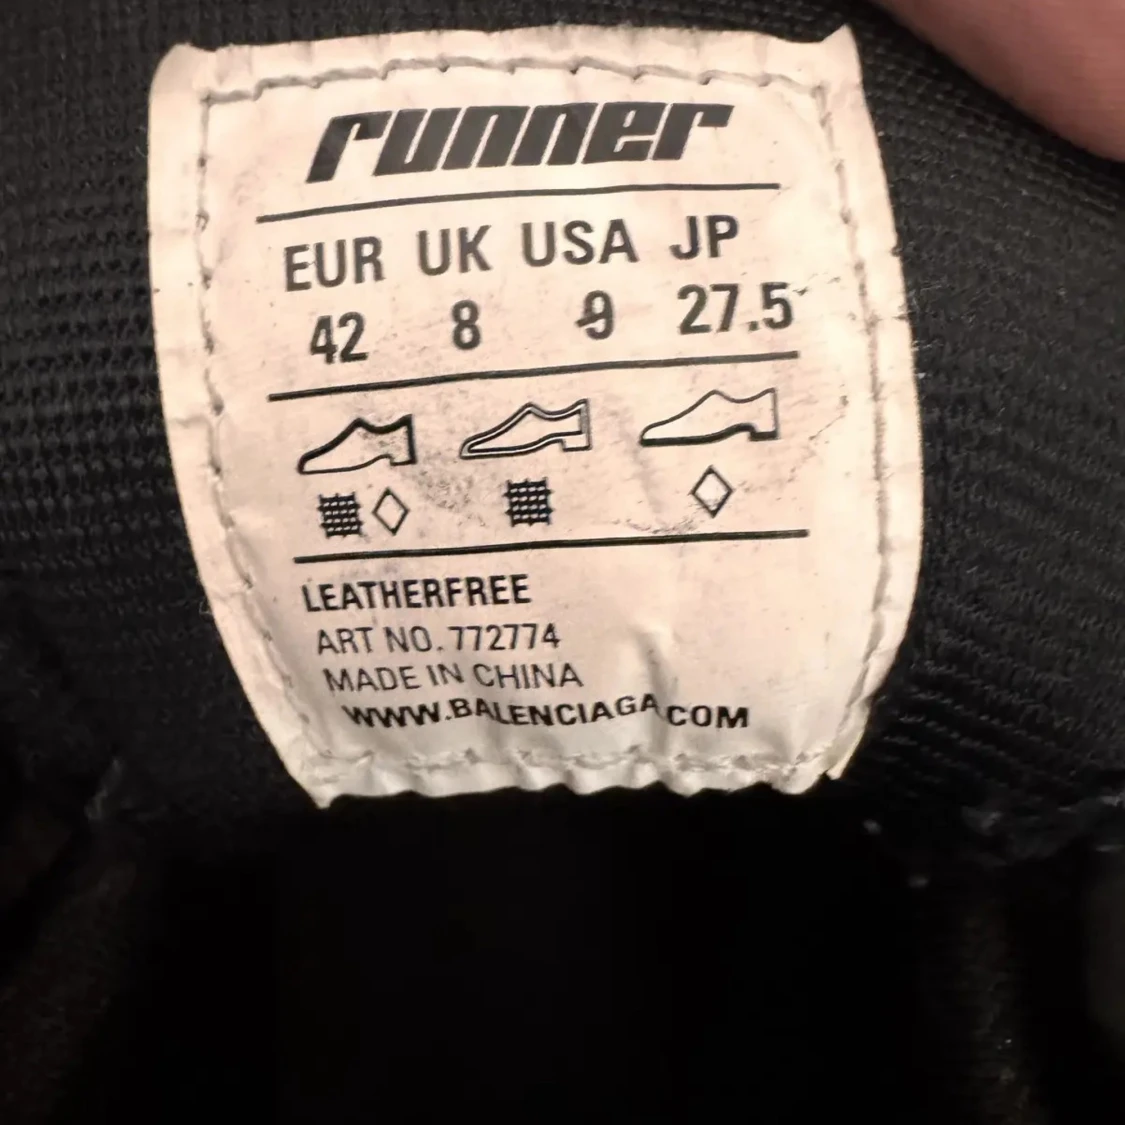 runner
EUR UK USA JP
42 8 9 27.5
LEATHERFREE
ART NO. 772774
MADE IN CHINA
WWW.BALENCIAGA.COM